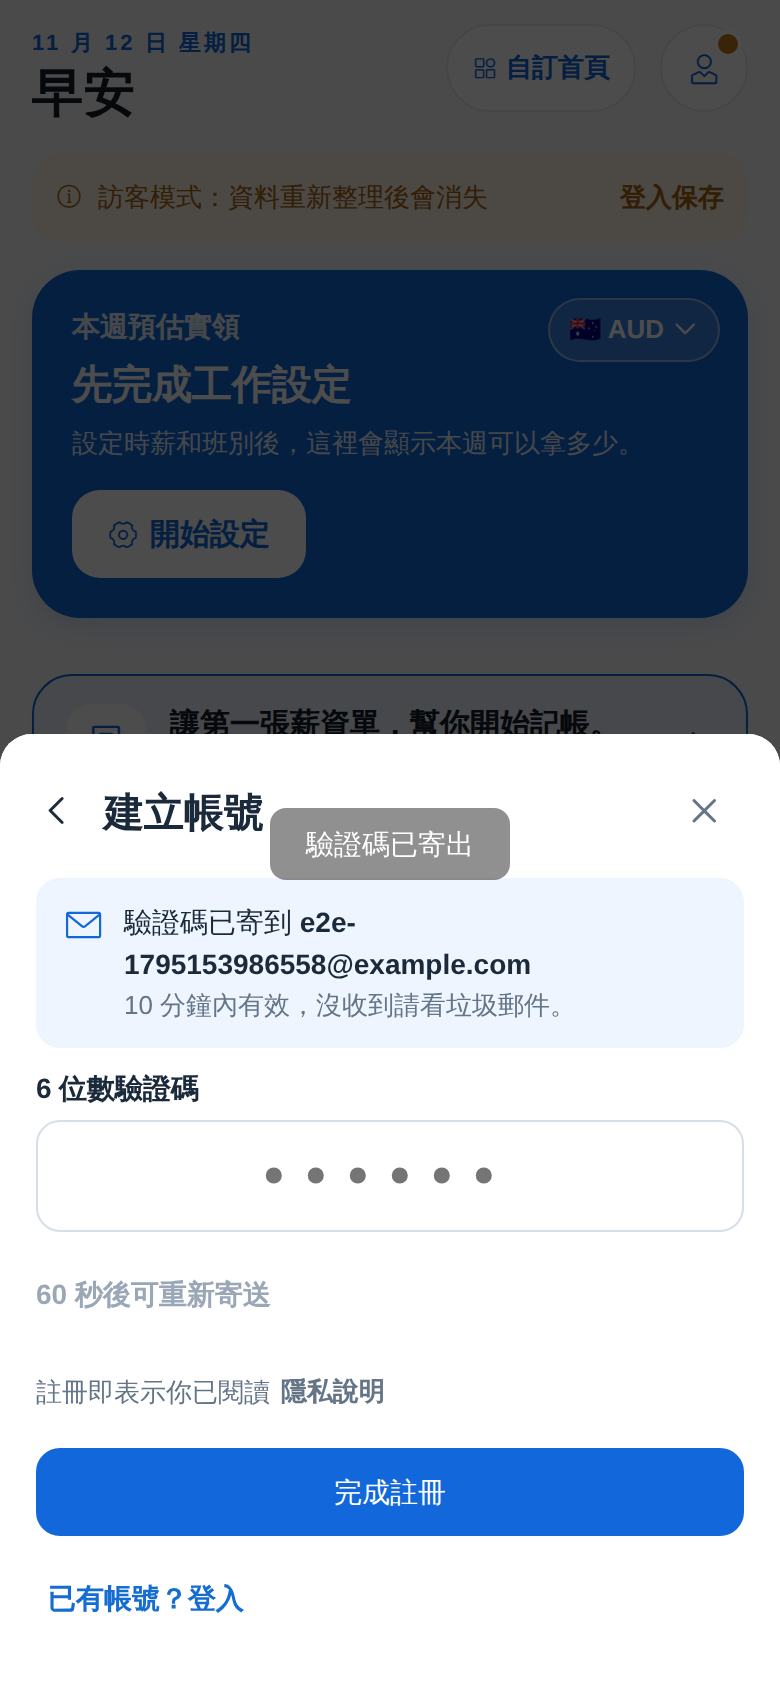 11 月 12 日 星期四
早安
自訂首頁
訪客模式：資料重新整理後會消失
登入保存
本週預估實領
AUD
先完成工作設定
設定時薪和班別後，這裡會顯示本週可以拿多少。
開始設定
讓第一張薪資單，幫你開始記帳。
建立帳號
驗證碼已寄出
驗證碼已寄到 e2e-
1795153986558@example.com
10 分鐘內有效，沒收到請看垃圾郵件。
6 位數驗證碼
60 秒後可重新寄送
註冊即表示你已閱讀 隱私說明
完成註冊
已有帳號？登入